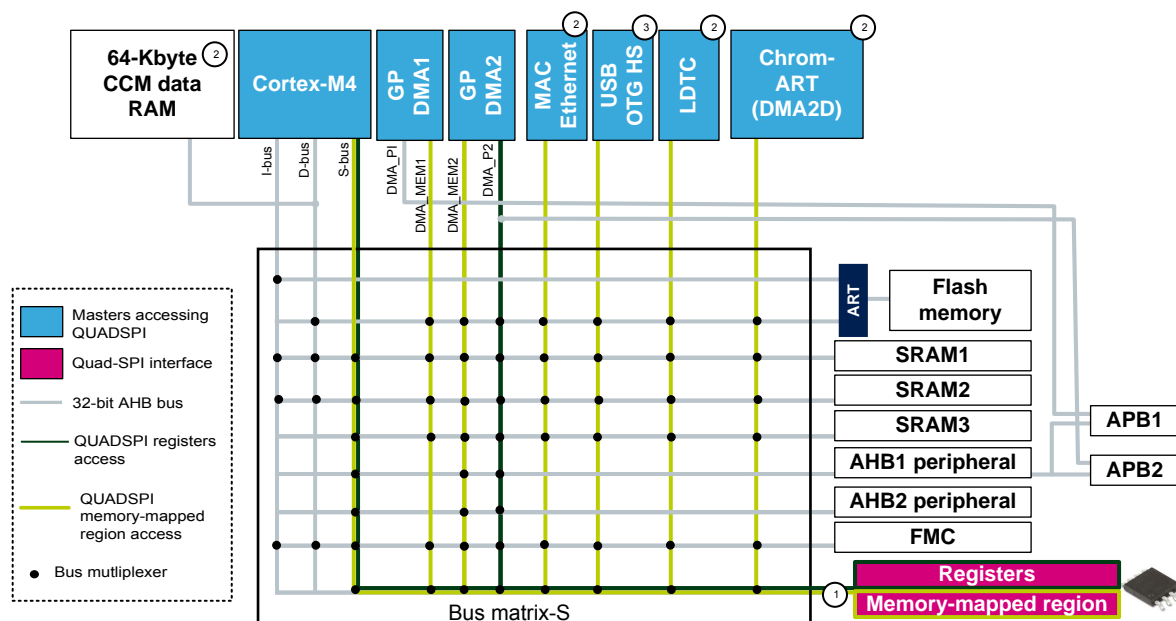 2
3
2
2
2
64-Kbyte
CCM data
RAM
Cortex-M4
GP
DMA1
GP
DMA2
MAC
Ethernet
USB
OTG HS
LDTC
Chrom-
ART
(DMA2D)
I-bus
D-bus
S-bus
DMA_PI
DMA_MEM1
DMA_MEM2
DMA_P2
Masters accessing
QUADSPI
Quad-SPI interface
32-bit AHB bus
QUADSPI registers
access
QUADSPI
memory-mapped
region access
Bus mutliplexer
ART
Flash
memory
SRAM1
SRAM2
SRAM3
AHB1 peripheral
AHB2 peripheral
FMC
APB1
APB2
1
Registers
Memory-mapped region
Bus matrix-S